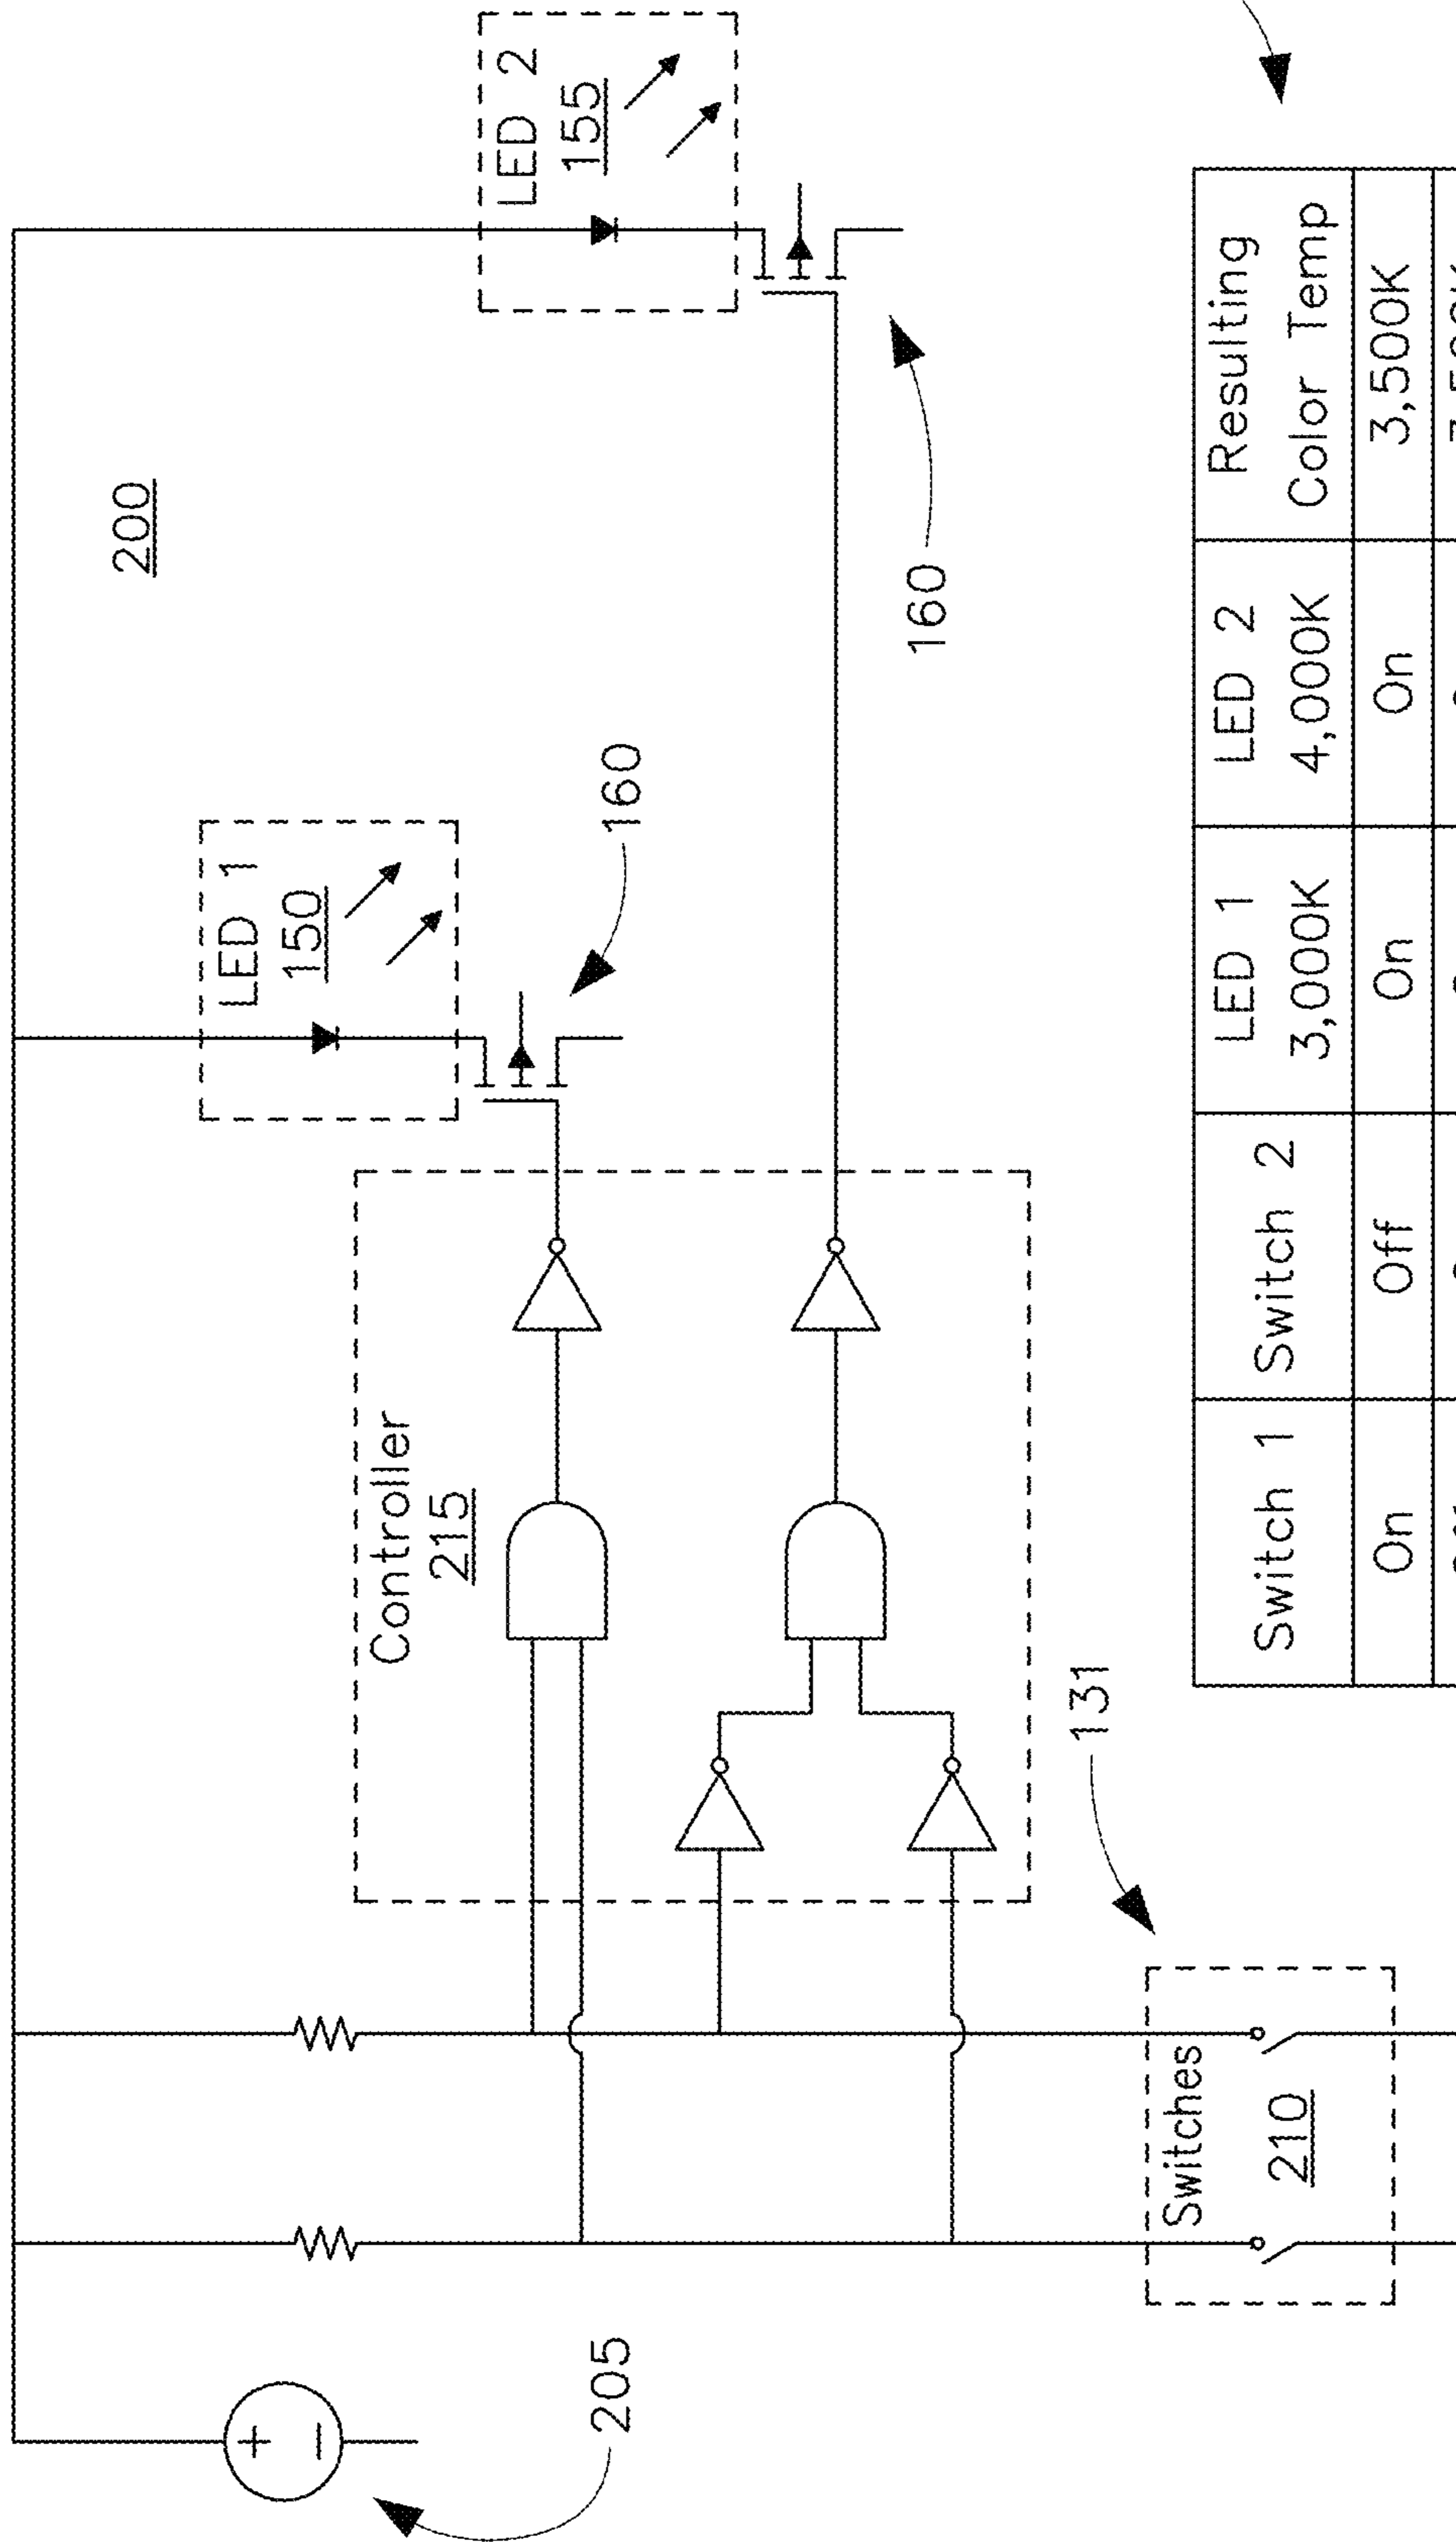 200
LED 1
150
LED 2
155
160
160
Controller
215
+
−
205
Switches
210
131
Switch 1 Switch 2 LED 1 3,000K LED 2 4,000K Resulting Color Temp
On Off On On 3,500K